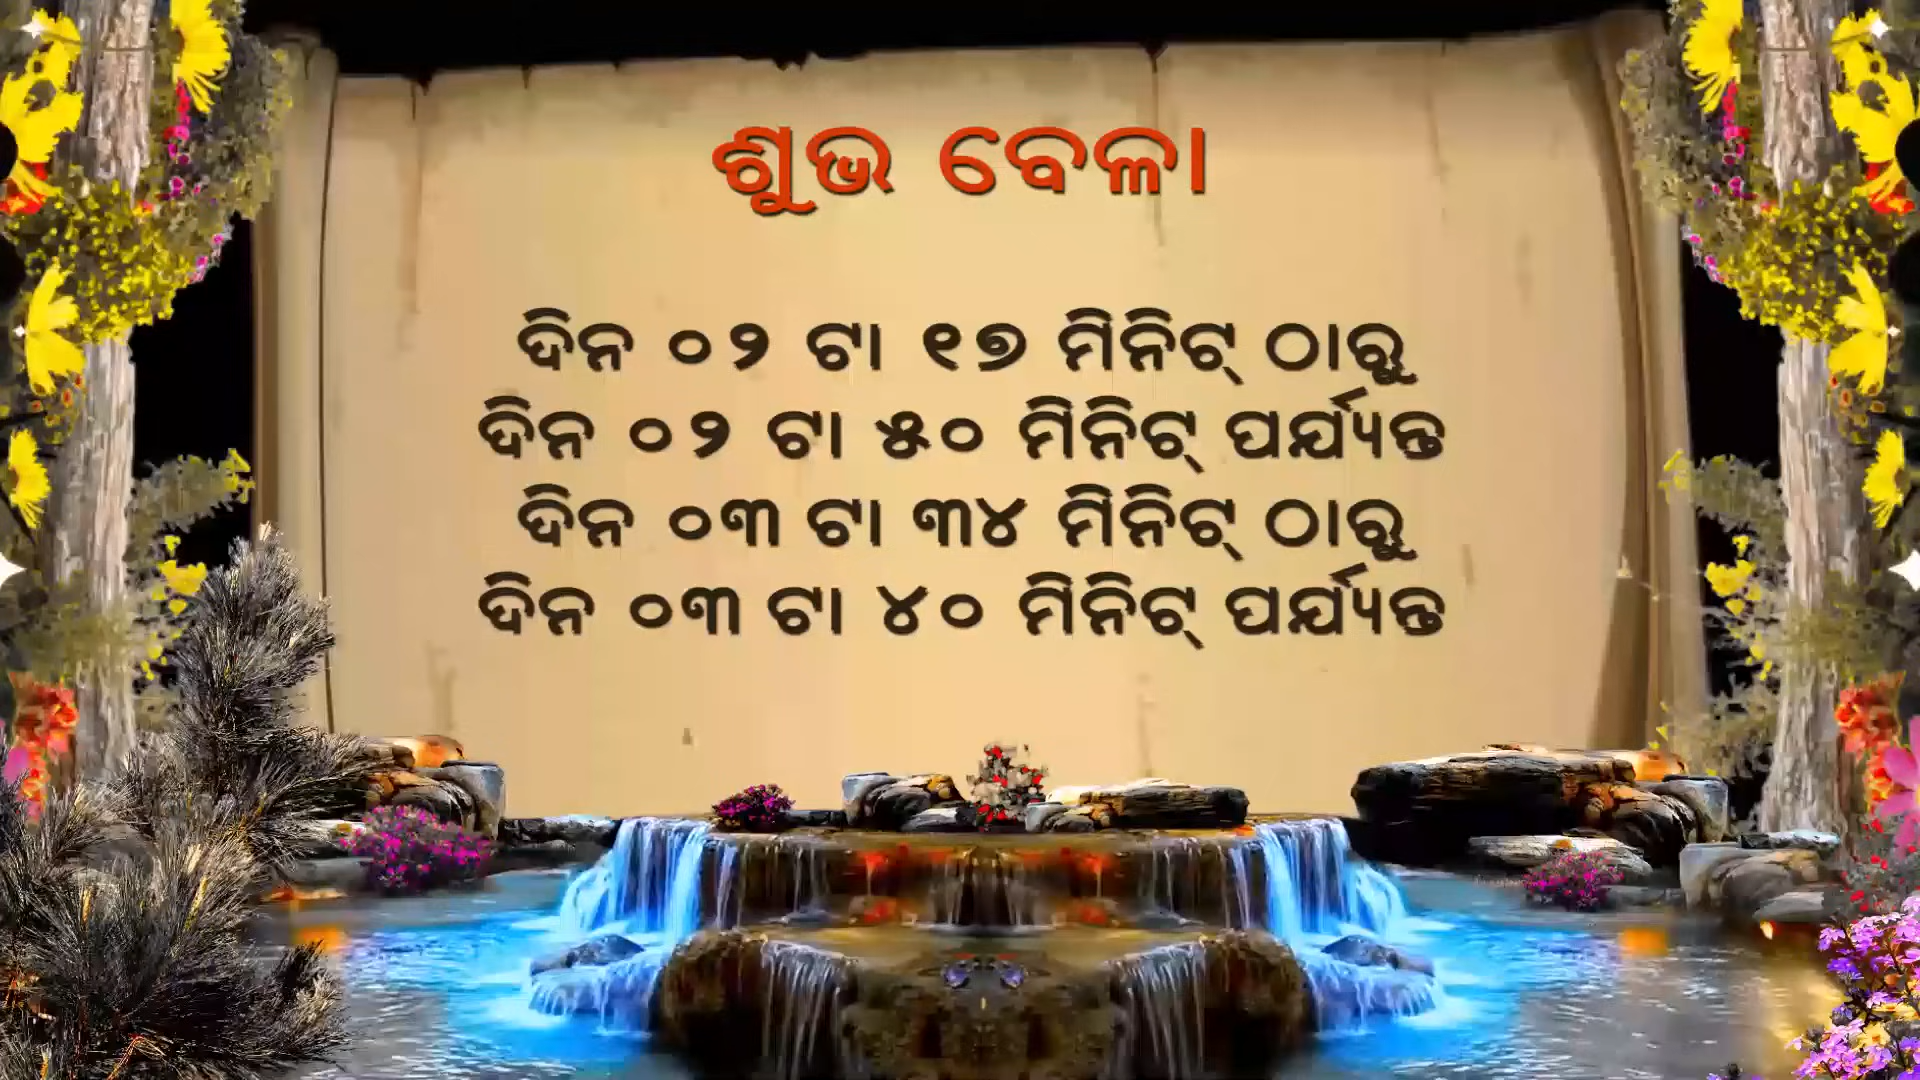 ଶୁଭ ବେଳା
ଦିନ ୦୨ ଟା ୧୭ ମିନିଟ୍ ଠାରୁ
ଦିନ ୦୨ ଟା ୫୦ ମିନିଟ୍ ପର୍ଯ୍ୟନ୍ତ
ଦିନ ୦୩ ଟା ୩୪ ମିନିଟ୍ ଠାରୁ
ଦିନ ୦୩ ଟା ୪୦ ମିନିଟ୍ ପର୍ଯ୍ୟନ୍ତ